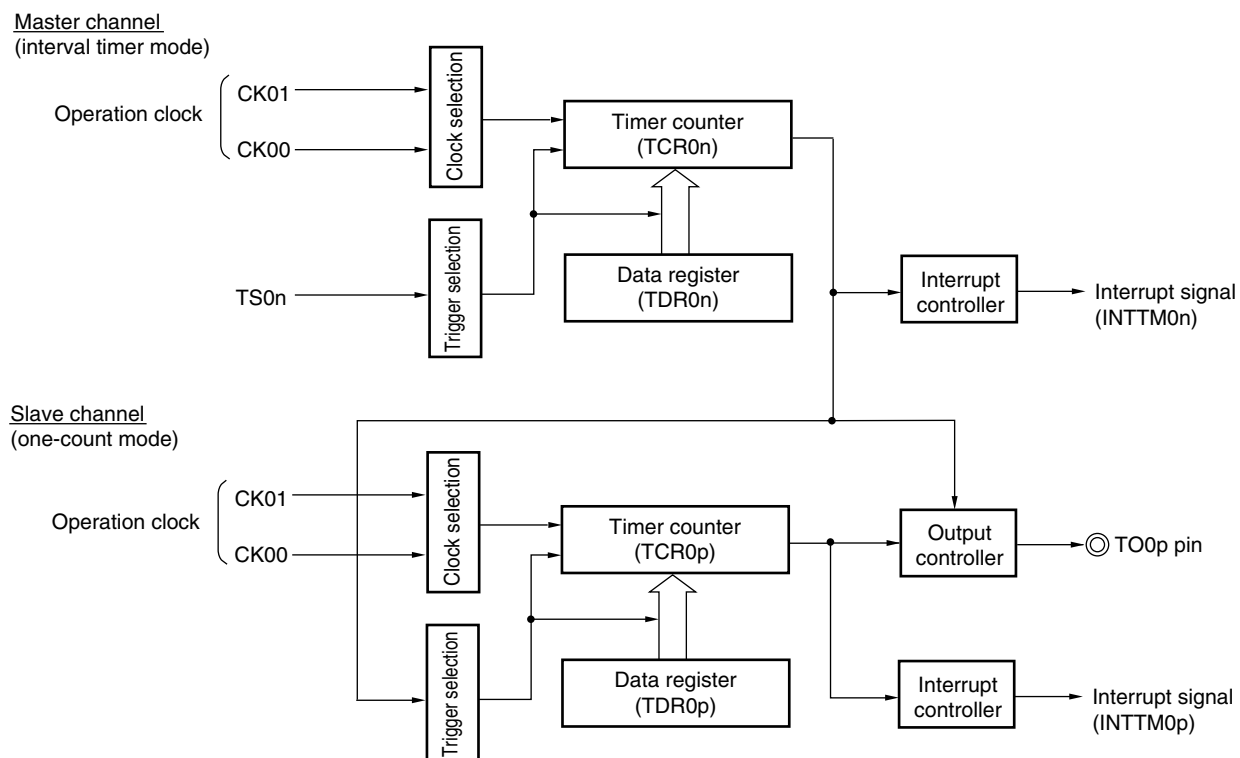 Master channel
(interval timer mode)
Operation clock
CK01
CK00
Clock selection
Timer counter
(TCR0n)
TS0n
Trigger selection
Data register
(TDR0n)
Interrupt
controller
Interrupt signal
(INTTM0n)
Slave channel
(one-count mode)
Operation clock
CK01
CK00
Clock selection
Timer counter
(TCR0p)
Output
controller
TO0p pin
Trigger selection
Data register
(TDR0p)
Interrupt
controller
Interrupt signal
(INTTM0p)